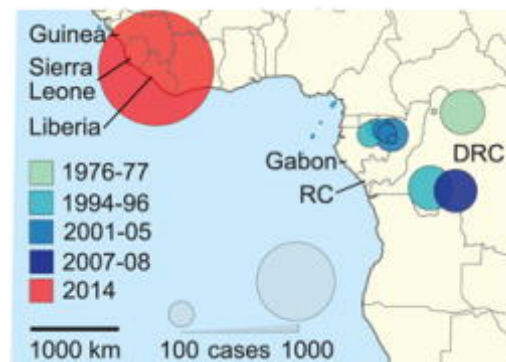 Guinea
Sierra
Leone
Liberia
Gabon
RC
DRC
1976-77
1994-96
2001-05
2007-08
2014
1000 km
100 cases 1000